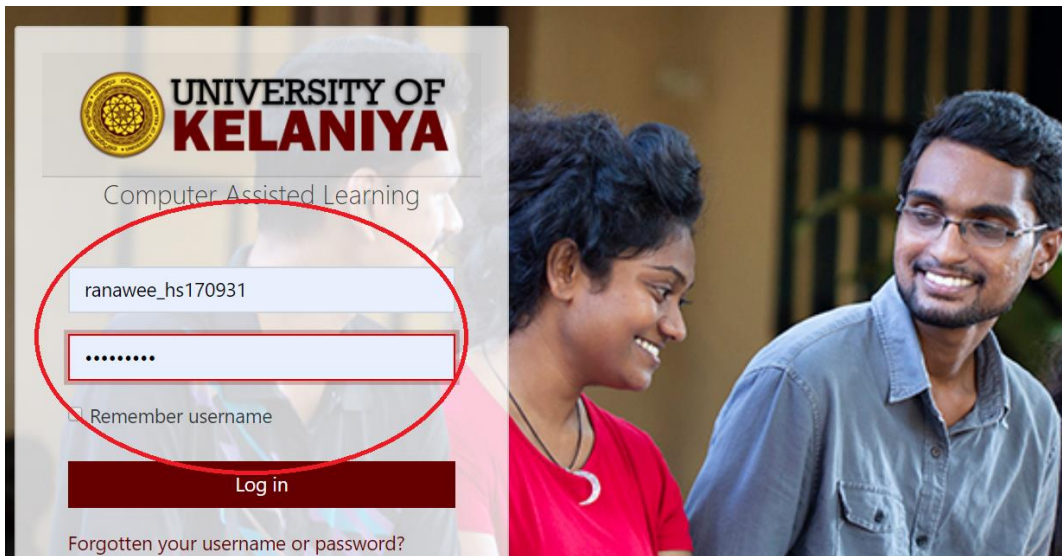 UNIVERSITY OF
KELANIYA
Computer Assisted Learning
ranawee_hs170931
•••••••••
Remember username
Log in
Forgotten your username or password?